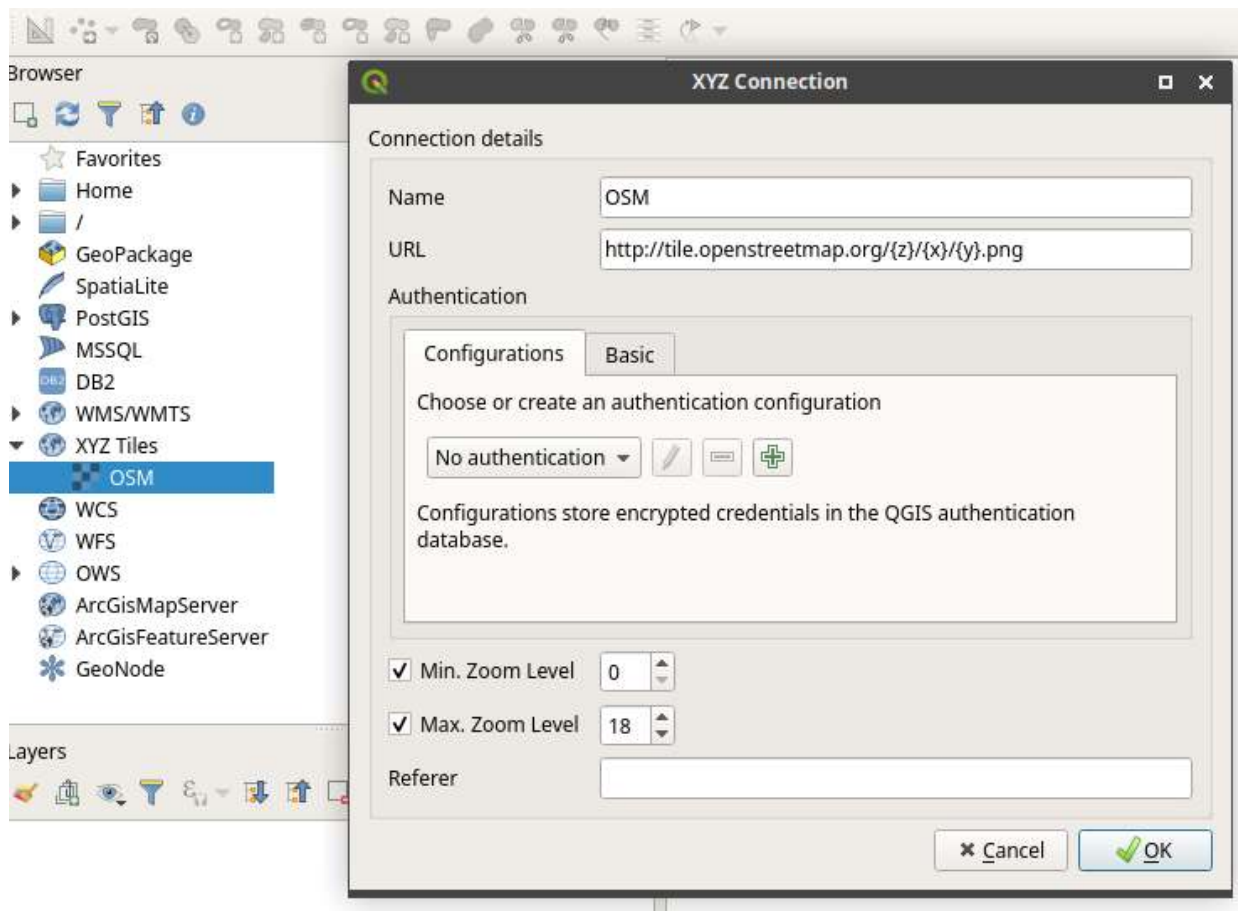 Browser
Favorites
Home
/
GeoPackage
SpatiaLite
PostGIS
MSSQL
DB2
DB2
WMS/WMTS
XYZ Tiles
OSM
WCS
WFS
OWS
ArcGisMapServer
ArcGisFeatureServer
GeoNode
Layers
XYZ Connection
Connection details
Name
OSM
URL
http://tile.openstreetmap.org/{z}/{x}/{y}.png
Authentication
Configurations
Basic
Choose or create an authentication configuration
No authentication
Configurations store encrypted credentials in the QGIS authentication
database.
Min. Zoom Level
0
Max. Zoom Level
18
Referer
Cancel
OK